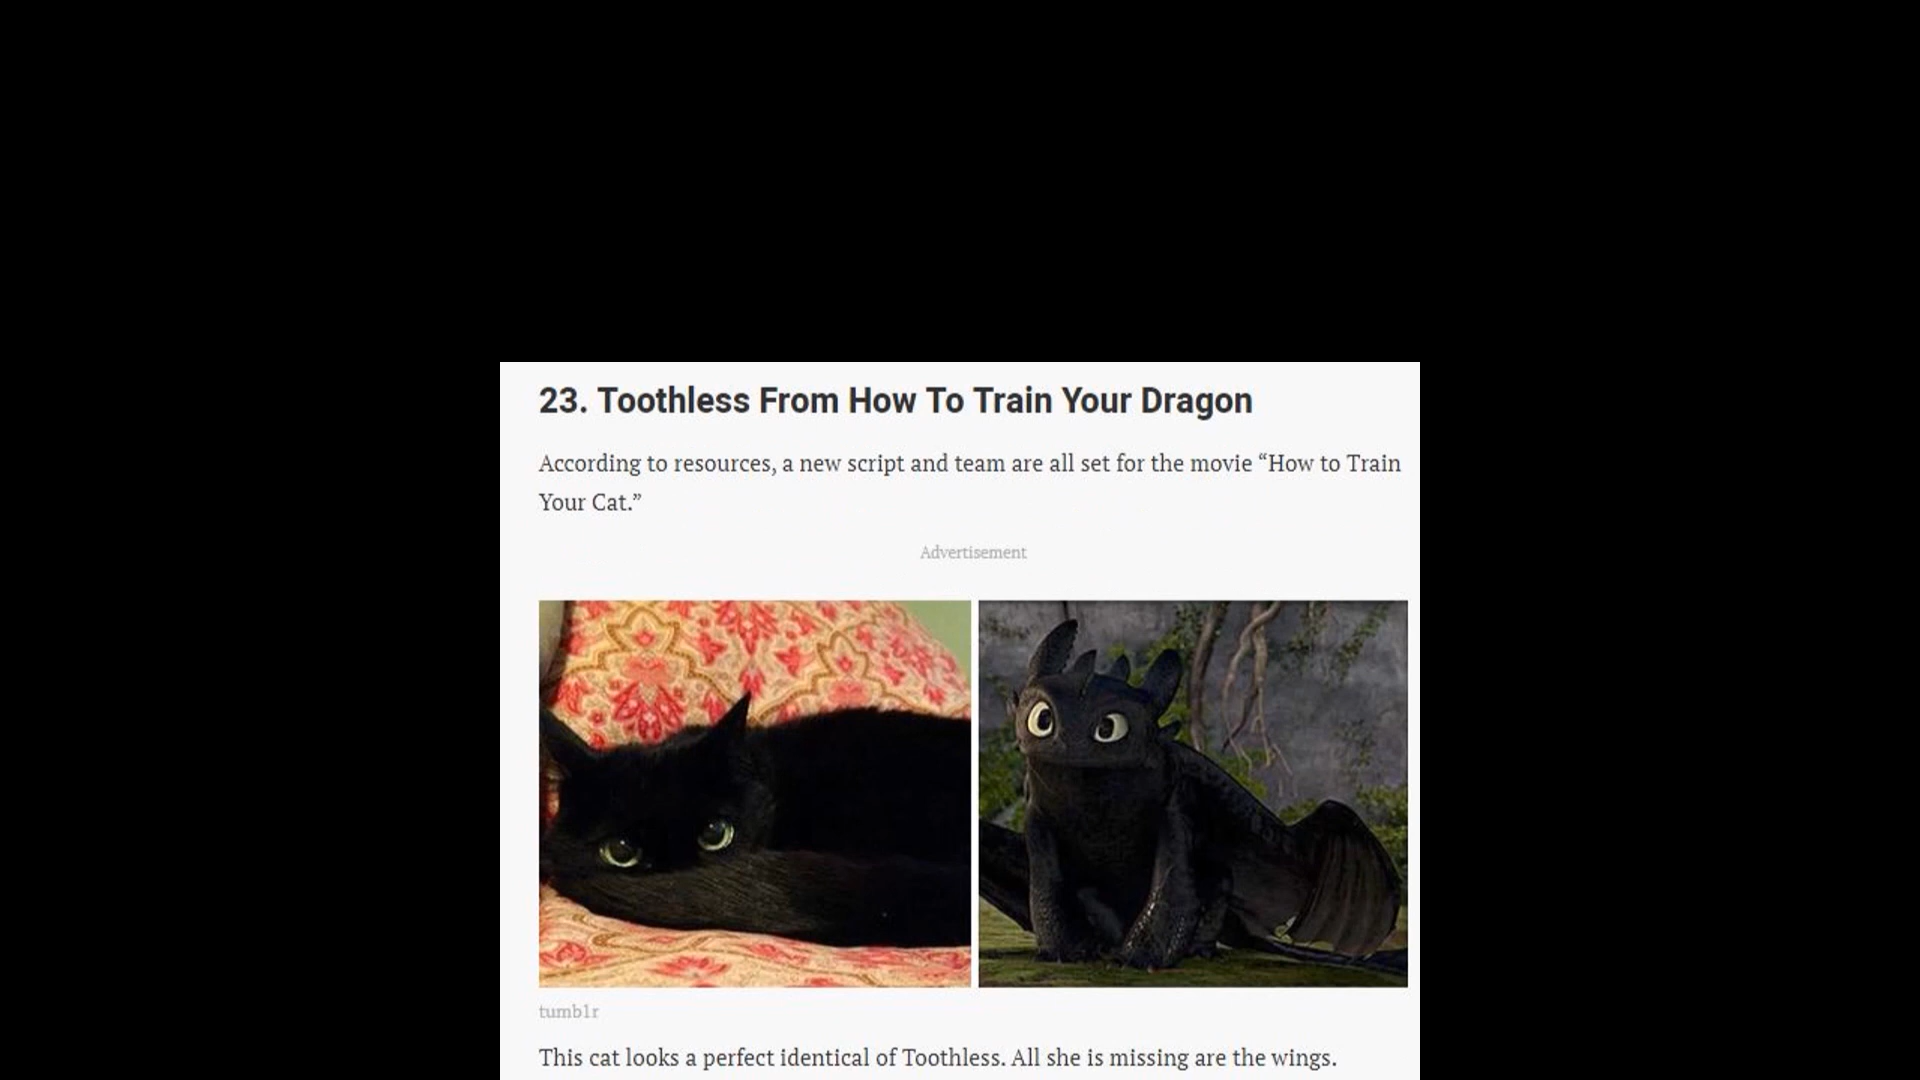 23. Toothless From How To Train Your Dragon
According to resources, a new script and team are all set for the movie “How to Train
Your Cat.”
Advertisement
tumblr
This cat looks a perfect identical of Toothless. All she is missing are the wings.